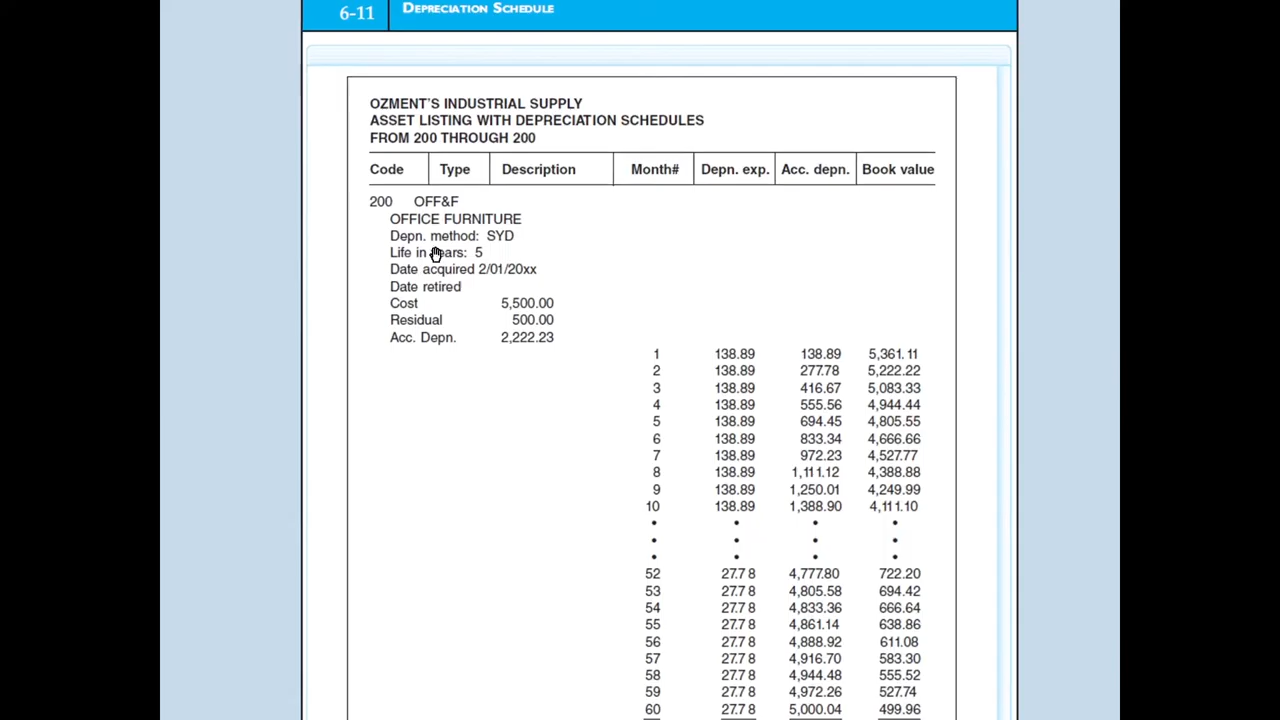 6-11 DEPRECIATION SCHEDULE
OZMENT'S INDUSTRIAL SUPPLY
ASSET LISTING WITH DEPRECIATION SCHEDULES
FROM 200 THROUGH 200
Code Type Description Month# Depn. exp. Acc. depn. Book value
200 OFF&F
OFFICE FURNITURE
Depn. method: SYD
Life in years: 5
Date acquired 2/01/20xx
Date retired
Cost 5,500.00
Residual 500.00
Acc. Depn. 2,222.23
1 138.89 138.89 5,361.11
2 138.89 277.78 5,222.22
3 138.89 416.67 5,083.33
4 138.89 555.56 4,944.44
5 138.89 694.45 4,805.55
6 138.89 833.34 4,666.66
7 138.89 972.23 4,527.77
8 138.89 1,111.12 4,388.88
9 138.89 1,250.01 4,249.99
10 138.89 1,388.90 4,111.10
• • • •
• • • •
• • • •
52 27.78 4,777.80 722.20
53 27.78 4,805.58 694.42
54 27.78 4,833.36 666.64
55 27.78 4,861.14 638.86
56 27.78 4,888.92 611.08
57 27.78 4,916.70 583.30
58 27.78 4,944.48 555.52
59 27.78 4,972.26 527.74
60 27.78 5,000.04 499.96